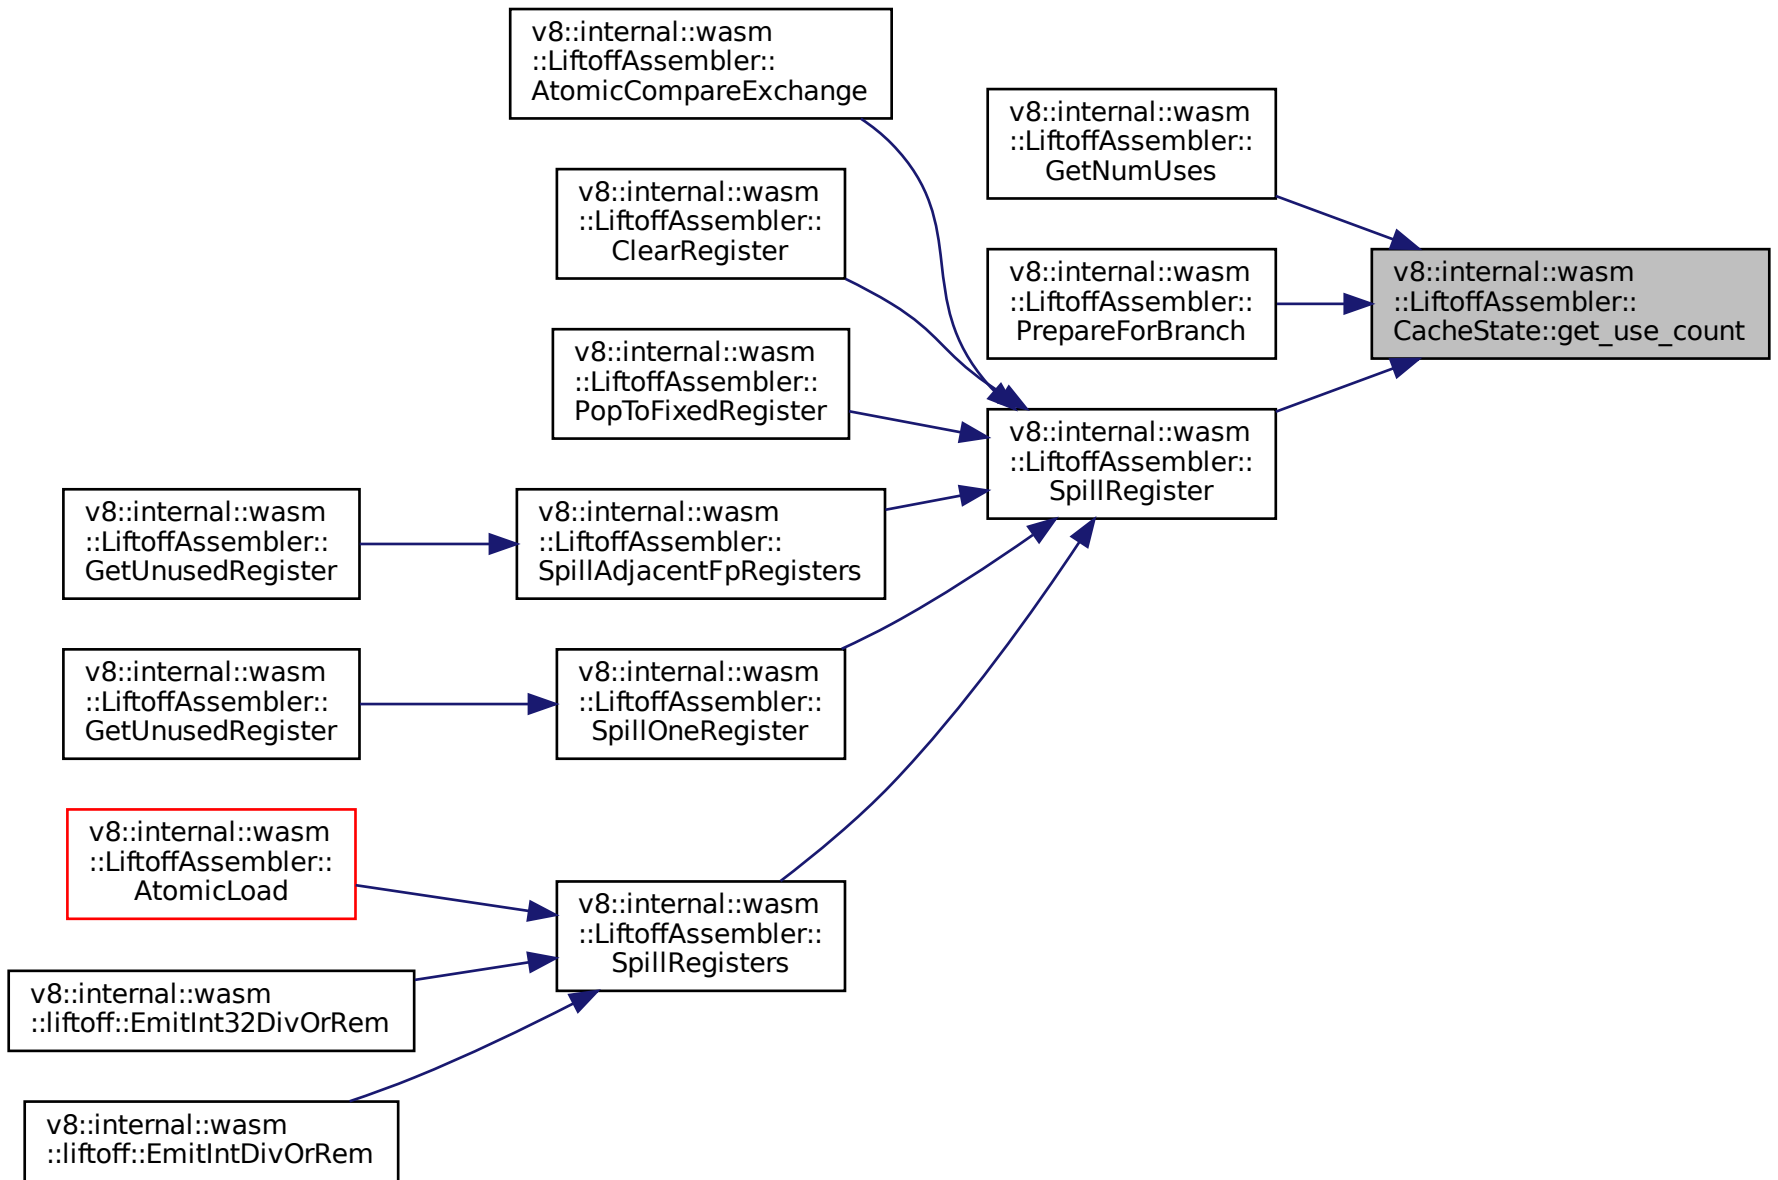 v8::internal::wasm
::LiftoffAssembler::
AtomicCompareExchange
v8::internal::wasm
::LiftoffAssembler::
GetNumUses
v8::internal::wasm
::LiftoffAssembler::
ClearRegister
v8::internal::wasm
::LiftoffAssembler::
PrepareForBranch
v8::internal::wasm
::LiftoffAssembler::
CacheState::get_use_count
v8::internal::wasm
::LiftoffAssembler::
PopToFixedRegister
v8::internal::wasm
::LiftoffAssembler::
SpillRegister
v8::internal::wasm
::LiftoffAssembler::
GetUnusedRegister
v8::internal::wasm
::LiftoffAssembler::
SpillAdjacentFpRegisters
v8::internal::wasm
::LiftoffAssembler::
GetUnusedRegister
v8::internal::wasm
::LiftoffAssembler::
SpillOneRegister
v8::internal::wasm
::LiftoffAssembler::
AtomicLoad
v8::internal::wasm
::LiftoffAssembler::
SpillRegisters
v8::internal::wasm
::liftoff::EmitInt32DivOrRem
v8::internal::wasm
::liftoff::EmitIntDivOrRem